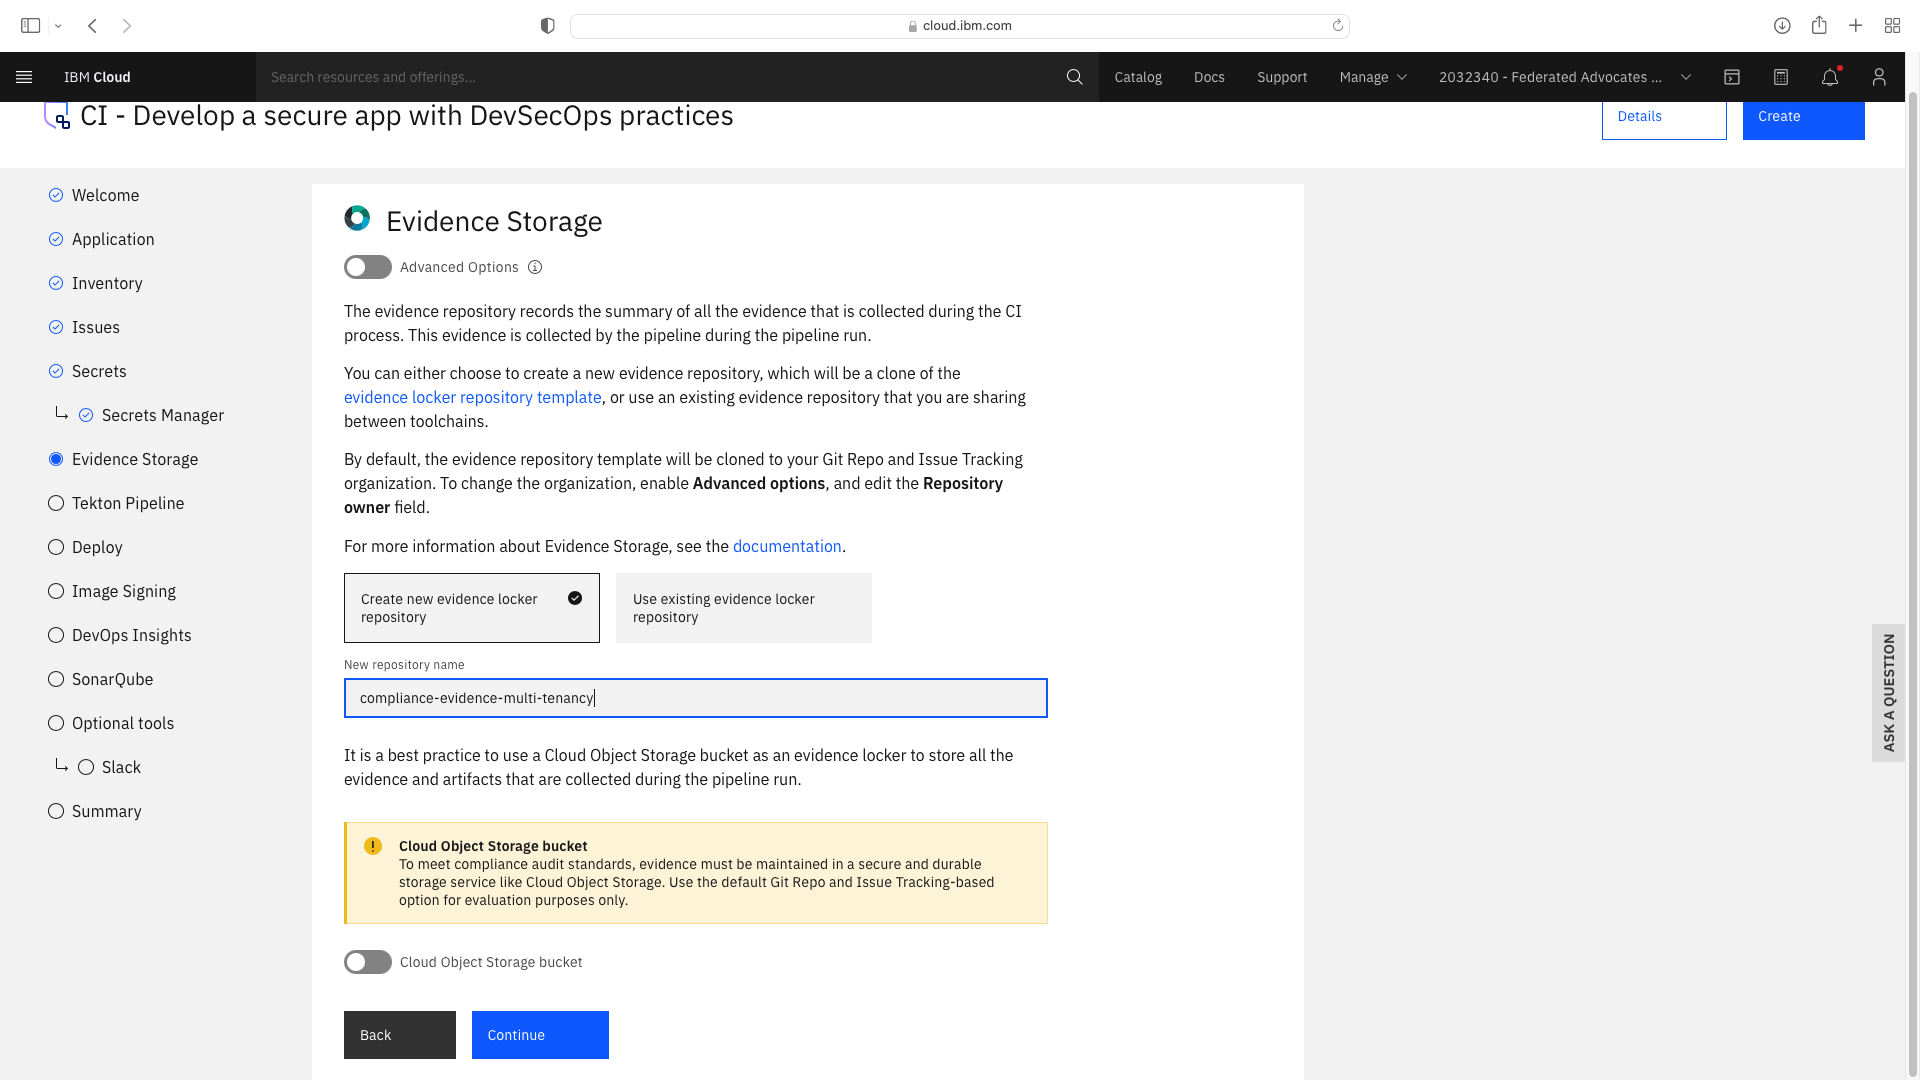 cloud.ibm.com
IBM Cloud
Search resources and offerings...
Catalog
Docs
Support
Manage
2032340 - Federated Advocates ...
CI - Develop a secure app with DevSecOps practices
Details
Create
Welcome
Application
Inventory
Issues
Secrets
Secrets Manager
Evidence Storage
Tekton Pipeline
Deploy
Image Signing
DevOps Insights
SonarQube
Optional tools
Slack
Summary
Evidence Storage
Advanced Options
The evidence repository records the summary of all the evidence that is collected during the CI
process. This evidence is collected by the pipeline during the pipeline run.
You can either choose to create a new evidence repository, which will be a clone of the
evidence locker repository template, or use an existing evidence repository that you are sharing
between toolchains.
By default, the evidence repository template will be cloned to your Git Repo and Issue Tracking
organization. To change the organization, enable Advanced options, and edit the Repository
owner field.
For more information about Evidence Storage, see the documentation.
Create new evidence locker
repository
Use existing evidence locker
repository
New repository name
compliance-evidence-multi-tenancy
It is a best practice to use a Cloud Object Storage bucket as an evidence locker to store all the
evidence and artifacts that are collected during the pipeline run.
Cloud Object Storage bucket
To meet compliance audit standards, evidence must be maintained in a secure and durable
storage service like Cloud Object Storage. Use the default Git Repo and Issue Tracking-based
option for evaluation purposes only.
Cloud Object Storage bucket
Back
Continue
ASK A QUESTION